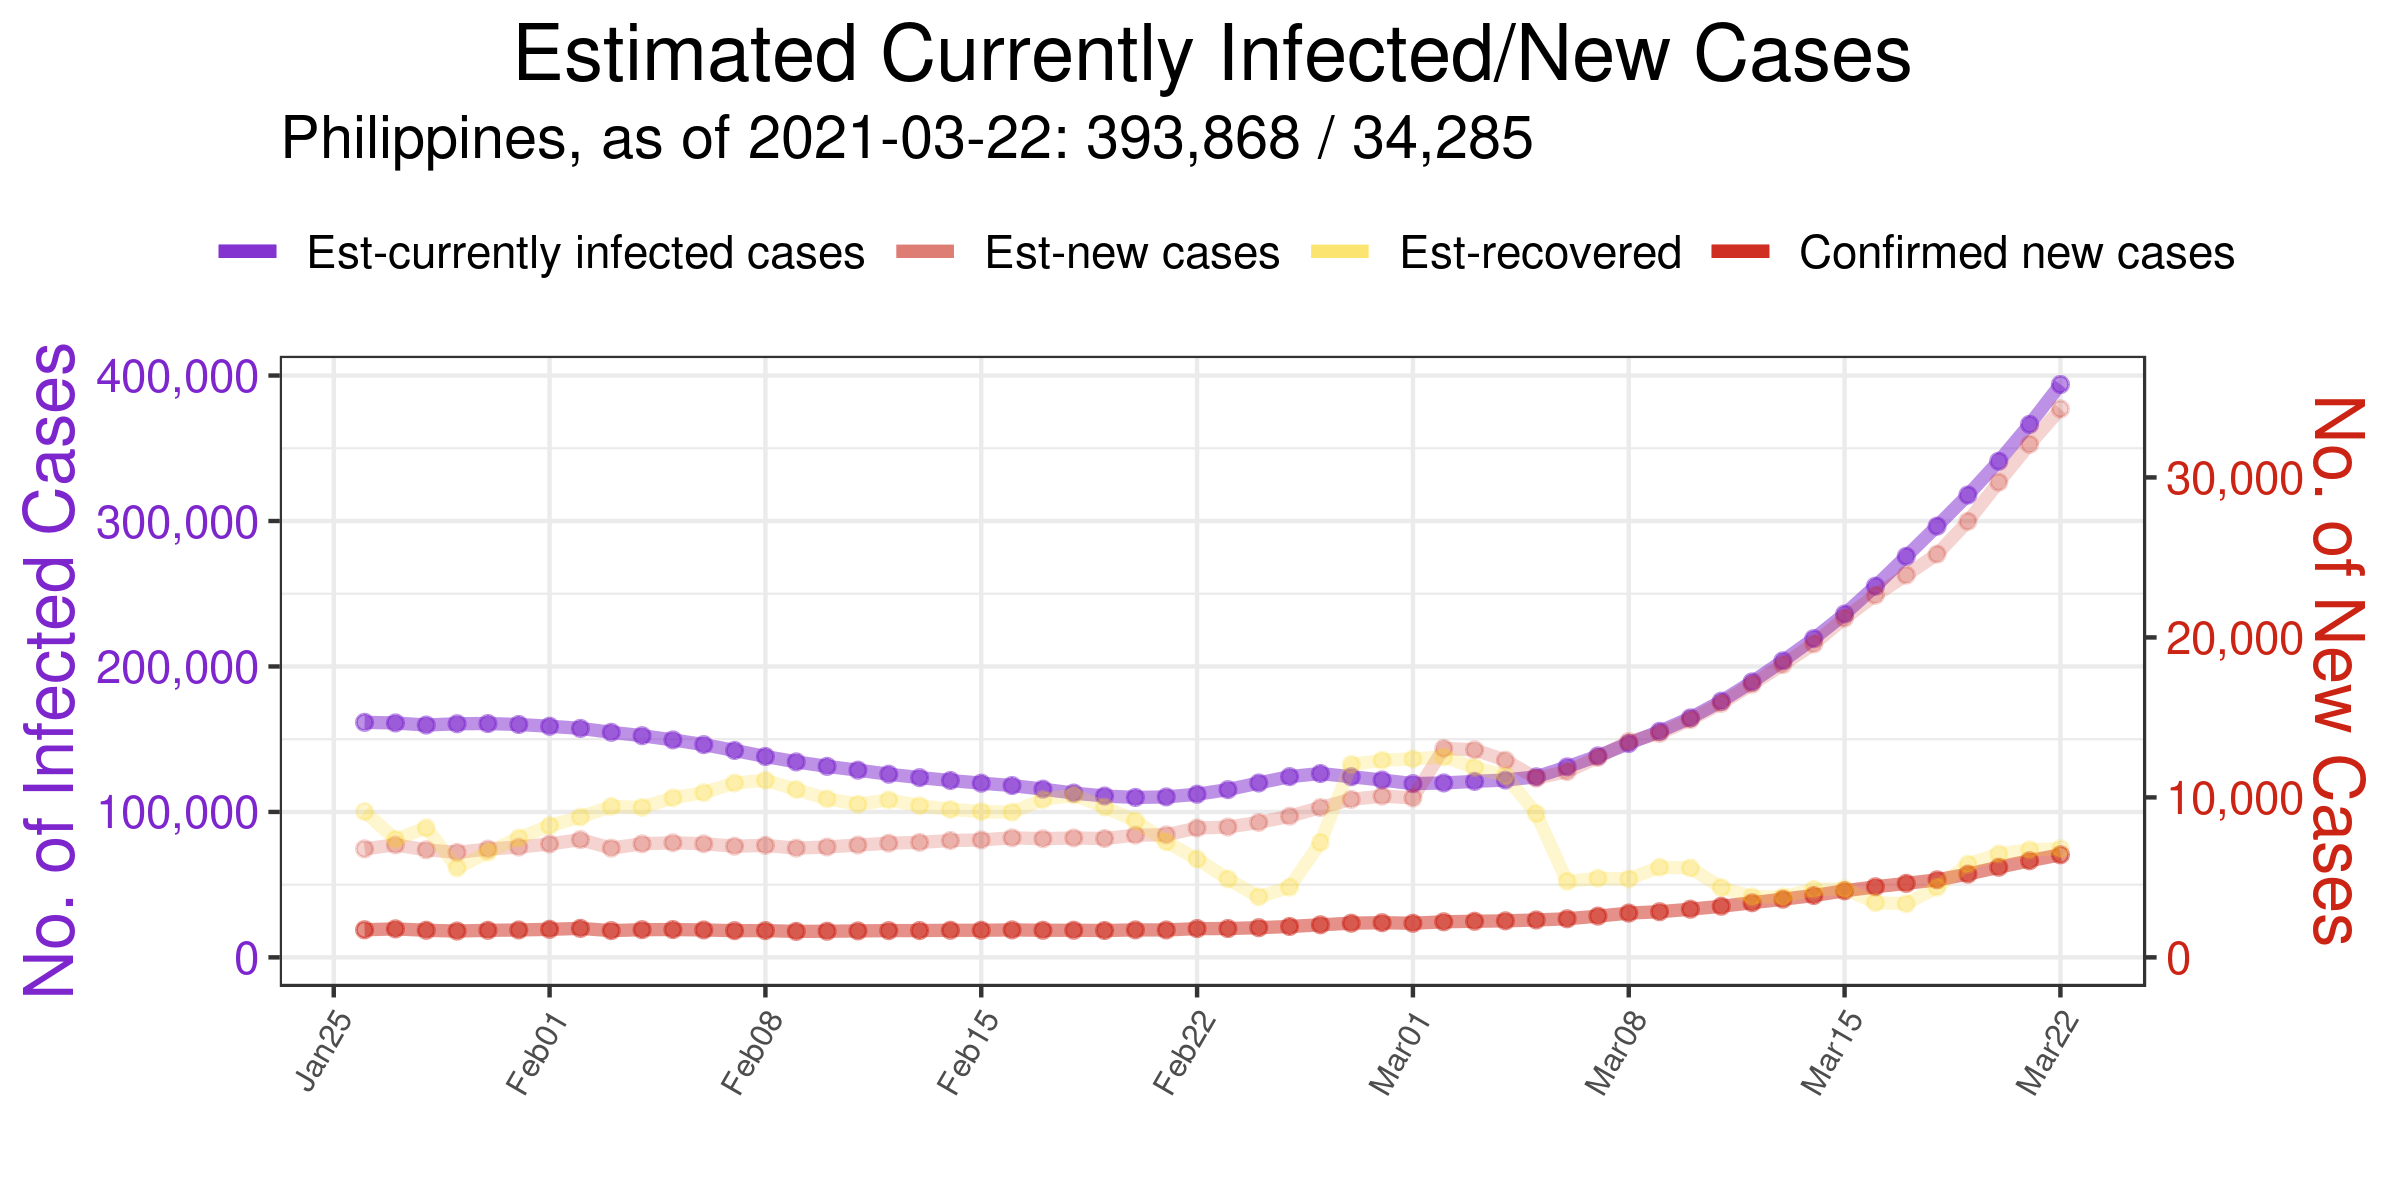 Estimated Currently Infected/New Cases
Philippines, as of 2021-03-22: 393,868 / 34,285
Est-currently infected cases Est-new cases Est-recovered Confirmed new cases
No. of Infected Cases
400,000
300,000
200,000
100,000
0
30,000
20,000
10,000
0
No. of New Cases
Jan25 Feb01 Feb08 Feb15 Feb22 Mar01 Mar08 Mar15 Mar22